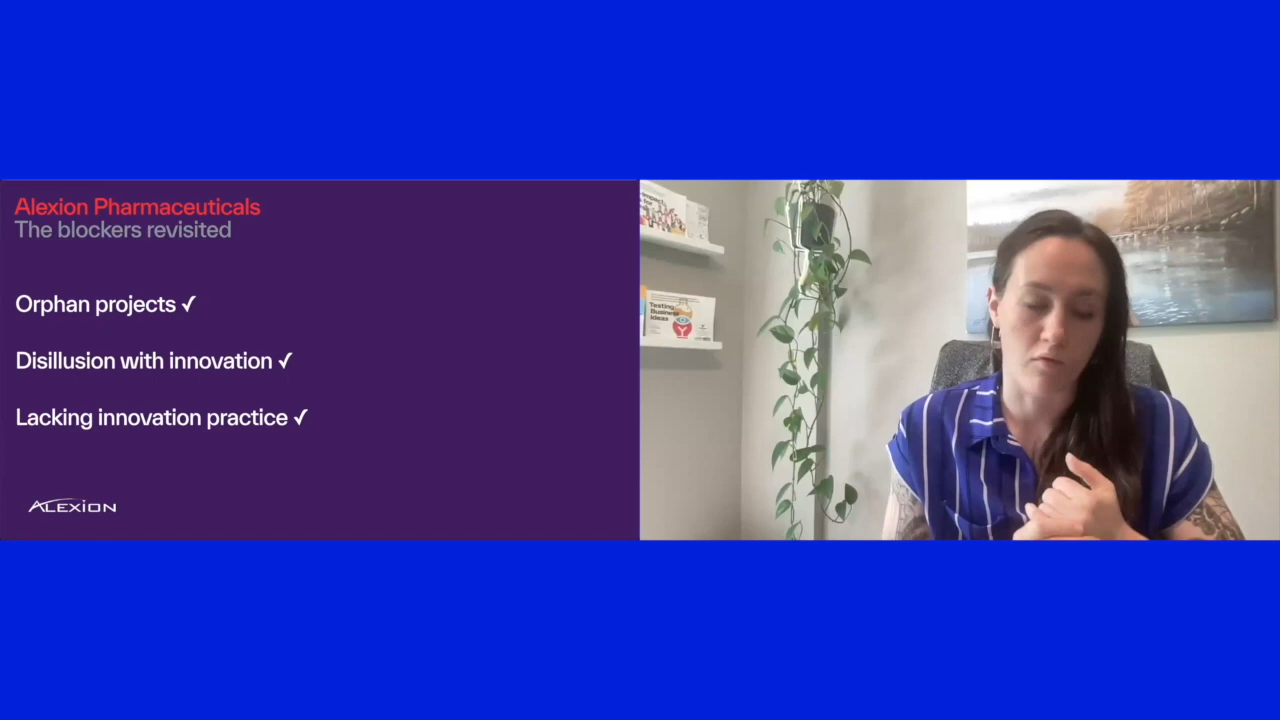 Alexion Pharmaceuticals
The blockers revisited
Orphan projects ✓
Disillusion with innovation ✓
Lacking innovation practice ✓
ALEXION
Testing
Business
Ideas